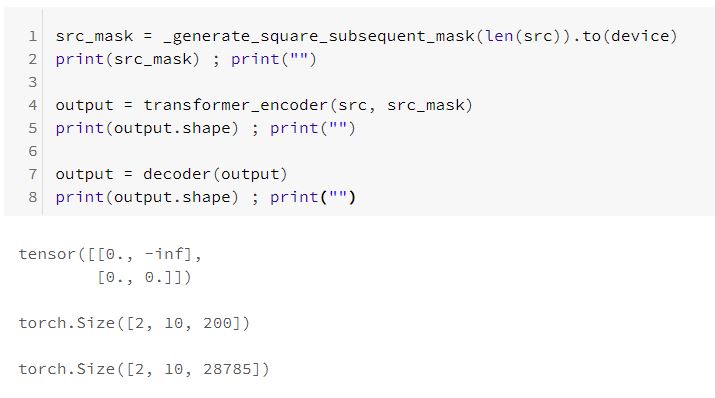 1 src_mask = _generate_square_subsequent_mask(len(src)).to(device)
2 print(src_mask) ; print("")
3
4 output = transformer_encoder(src, src_mask)
5 print(output.shape) ; print("")
6
7 output = decoder(output)
8 print(output.shape) ; print("")
tensor([[0., -inf],
        [0., 0.]])
torch.Size([2, 10, 200])
torch.Size([2, 10, 28785])